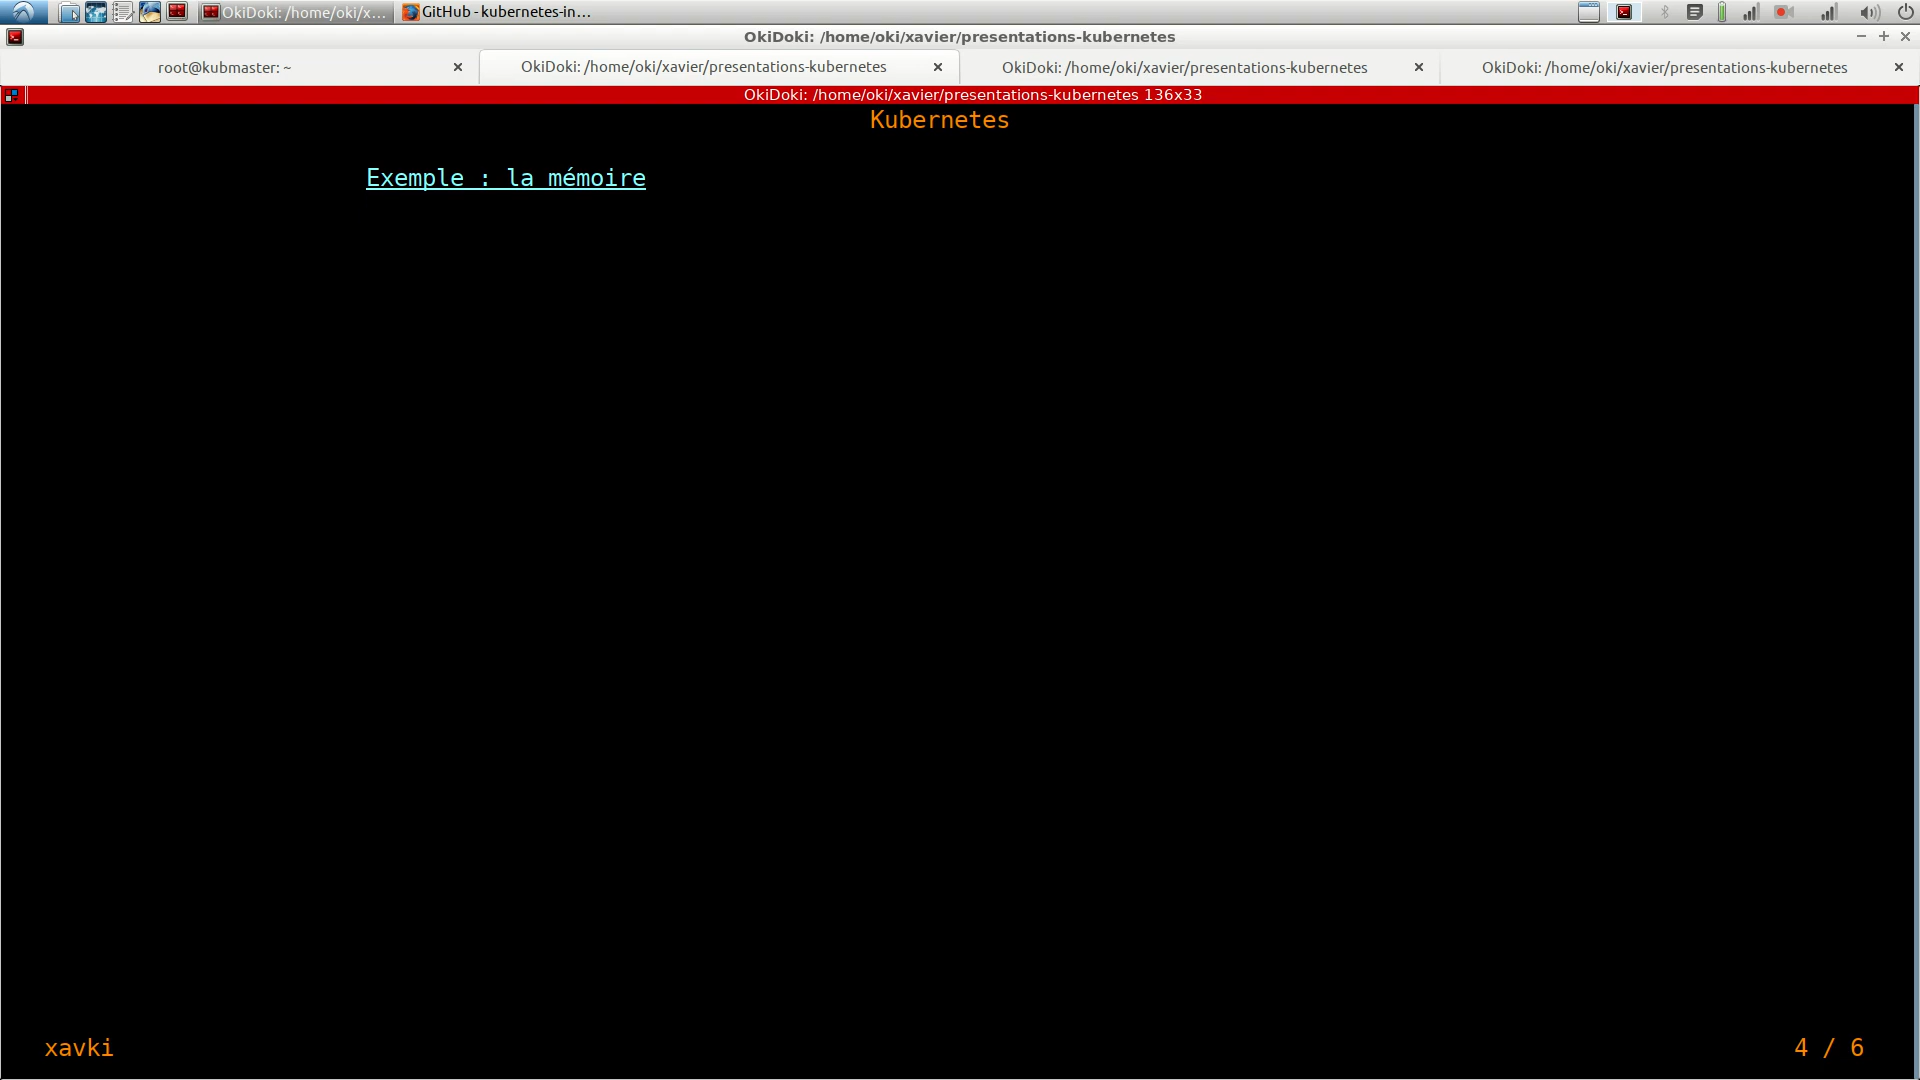 OkiDoki: /home/oki/x...
GitHub - kubernetes-in...
OkiDoki: /home/oki/xavier/presentations-kubernetes
root@kubmaster: ~
OkiDoki: /home/oki/xavier/presentations-kubernetes
OkiDoki: /home/oki/xavier/presentations-kubernetes
OkiDoki: /home/oki/xavier/presentations-kubernetes
OkiDoki: /home/oki/xavier/presentations-kubernetes 136x33
Kubernetes
Exemple : la mémoire
xavki
4 / 6